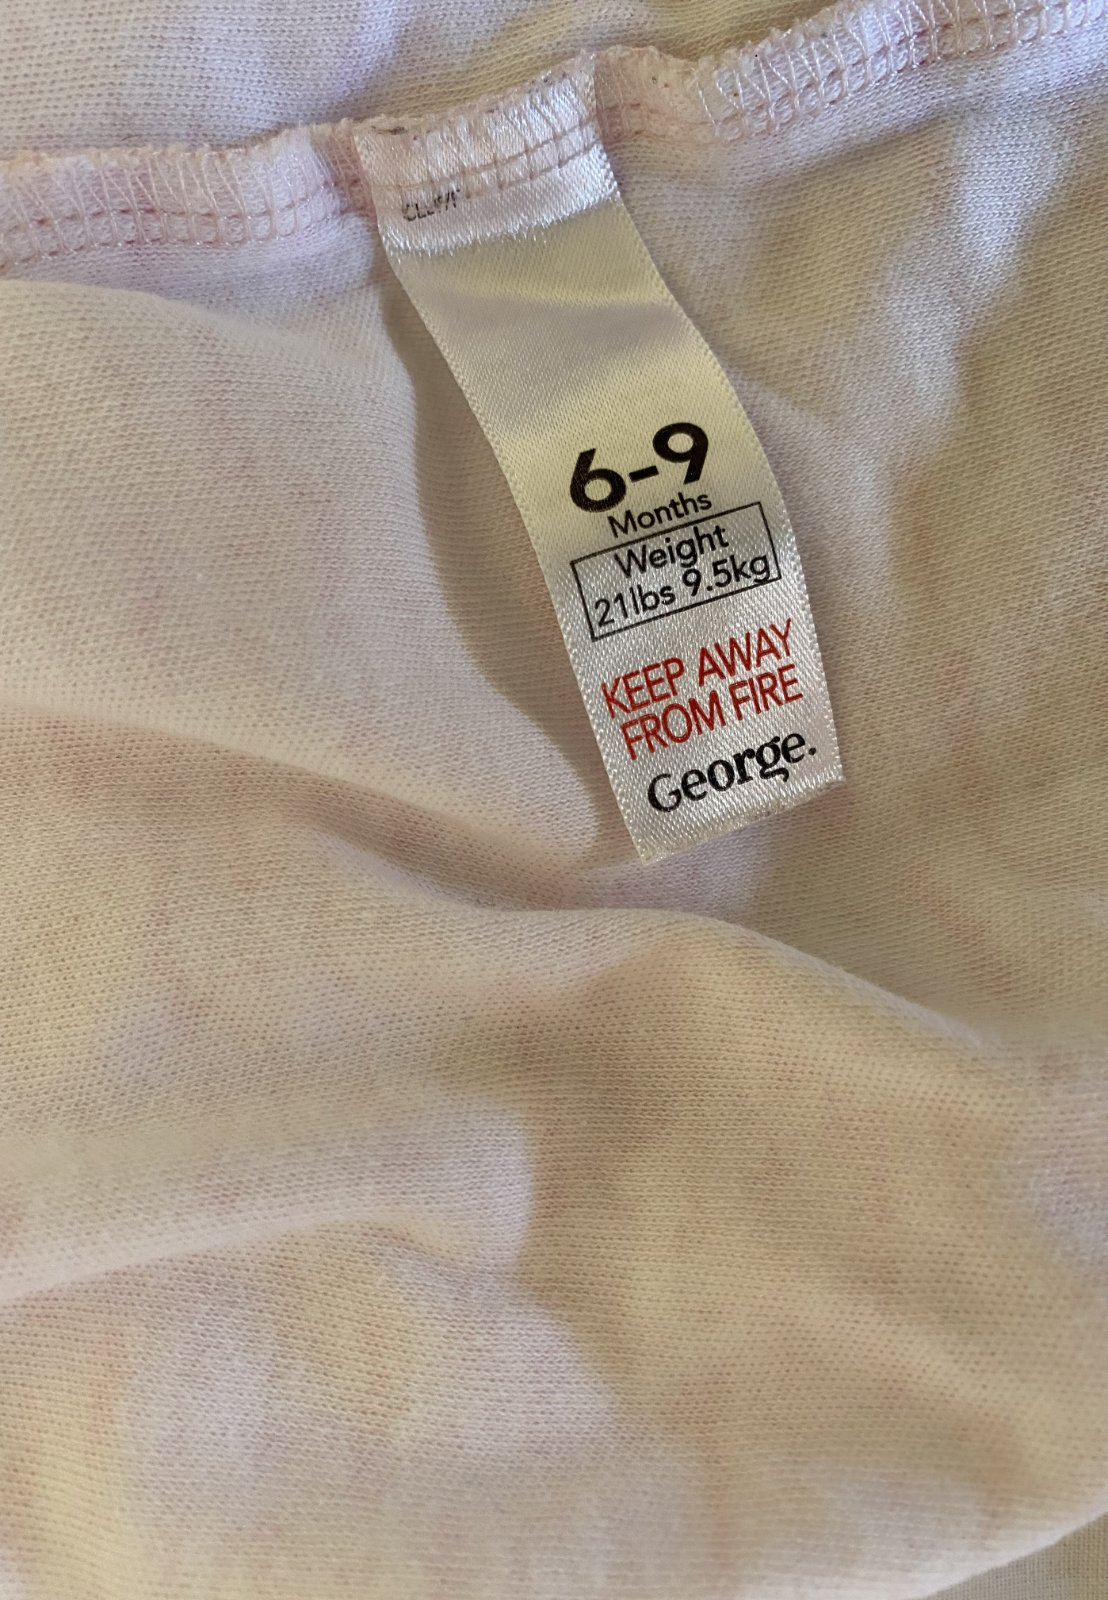 6-9
Months
Weight
21lbs 9.5kg
KEEP AWAY
FROM FIRE
George.